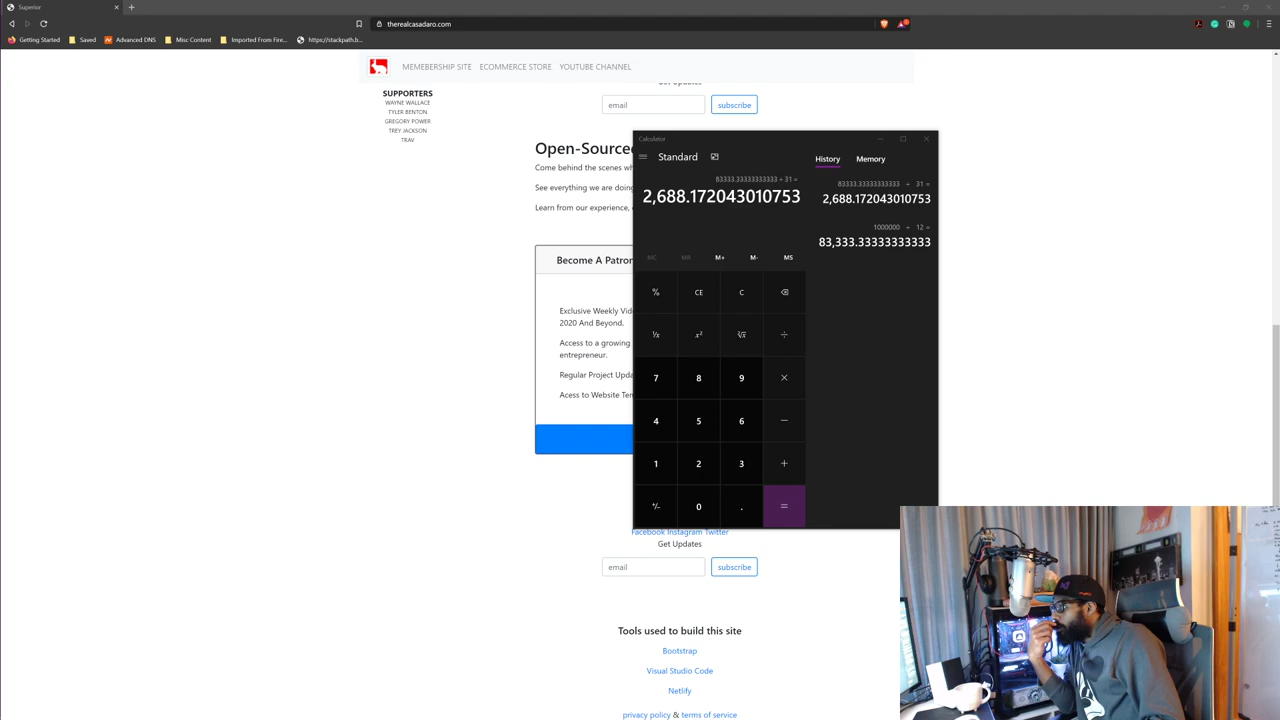 Superior
therealcasadaro.com
Getting Started
Saved
Advanced DNS
Misc Content
Imported From Fire...
https://stackpath.b...
MEMEBERSHIP SITE
ECOMMERCE STORE
YOUTUBE CHANNEL
SUPPORTERS
WAYNE WALLACE
TYLER BENTON
GREGORY POWER
TREY JACKSON
TRAV
email
subscribe
Open-Sourced
Come behind the scenes
See everything we are doing
Learn from our experience,
Become A Patron
Exclusive Weekly
2020 And Beyond.
Access to a growing
entrepreneur.
Regular Project
Acess to Website
Calculator
Standard
83333.33333333333 ÷ 31 =
2,688.172043010753
MC MR M+ M- MS
% CE C
¹/x x² ²√x ÷
7 8 9 ×
4 5 6 −
1 2 3 +
+/− 0 . =
History
Memory
83333.33333333333 ÷ 31 =
2,688.172043010753
1000000 ÷ 12 =
83,333.33333333333
Facebook Instagram Twitter
Get Updates
email
subscribe
Tools used to build this site
Bootstrap
Visual Studio Code
Netlify
privacy policy & terms of service